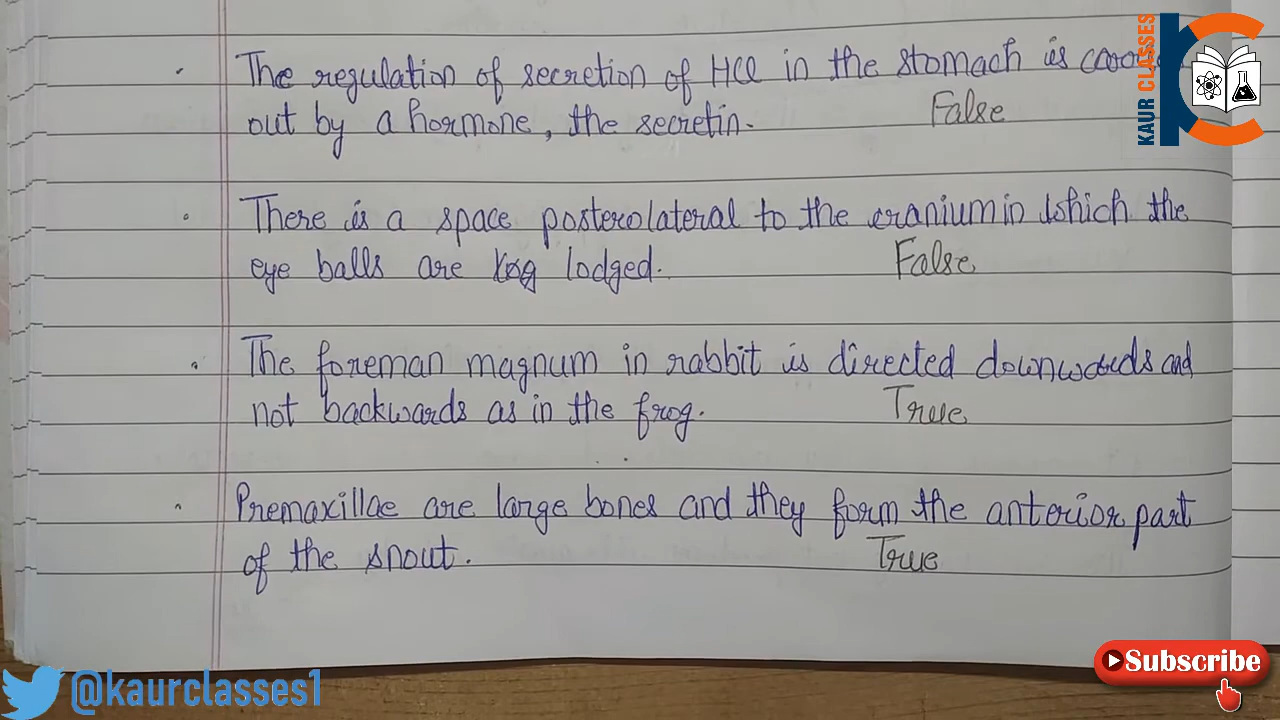 The regulation of secretion of HCl in the stomach is
out by a hormone, the secretin. False
There is a space posterolateral to the cranium in which the
eye balls are lodged. False
The foreman magnum in rabbit is directed downwards and
not backwards as in the frog. True
Premaxillae are large bones and they form the anterior part
of the snout. True
KAUR CLASSES
@kaurclasses1
Subscribe